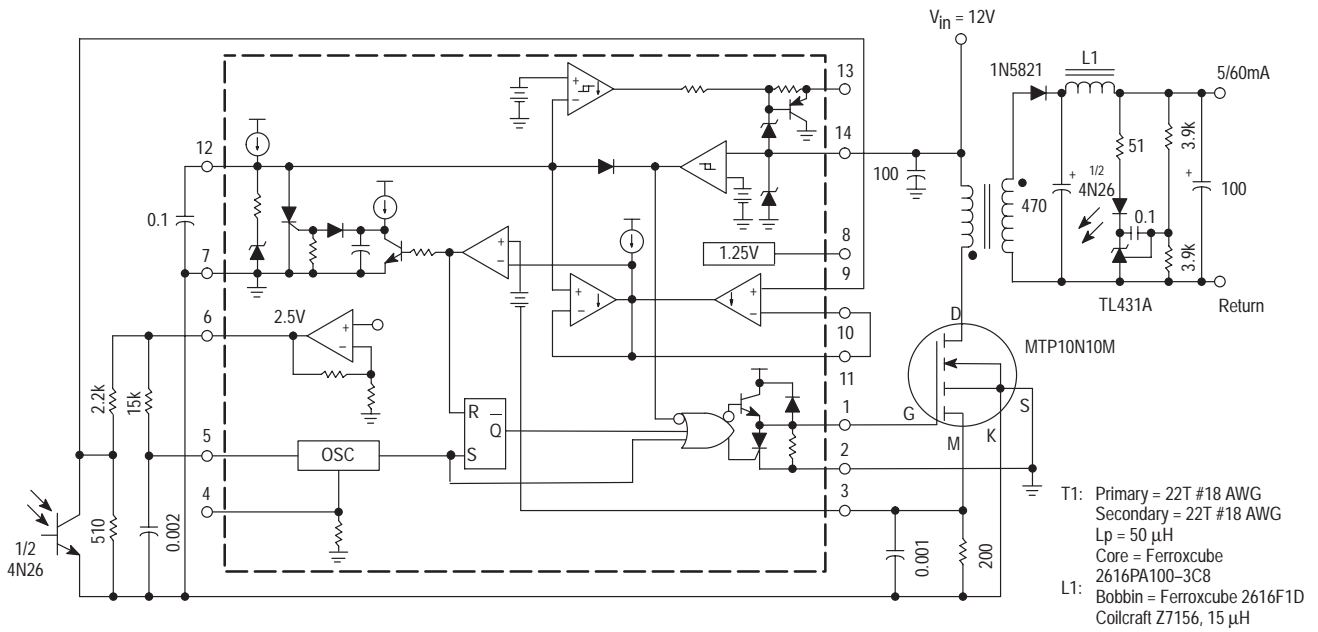 Vin = 12V
L1
1N5821
5/60mA
13
14
51
3.9k
12
100
+
1/2
4N26
+
100
470
0.1
0.1
3.9k
8
1.25V
7
9
TL431A
Return
6
2.5V
10
D
MTP10N10M
11
2.2k
15k
R
Q
S
1
G
S
5
OSC
M
K
2
4
3
T1: Primary = 22T #18 AWG
Secondary = 22T #18 AWG
Lp = 50 μH
Core = Ferroxcube
2616PA100–3C8
L1: Bobbin = Ferroxcube 2616F1D
Coilcraft Z7156, 15 μH
510
0.002
0.001
200
1/2
4N26
+
−
+
−
+
−
+
−
+
−